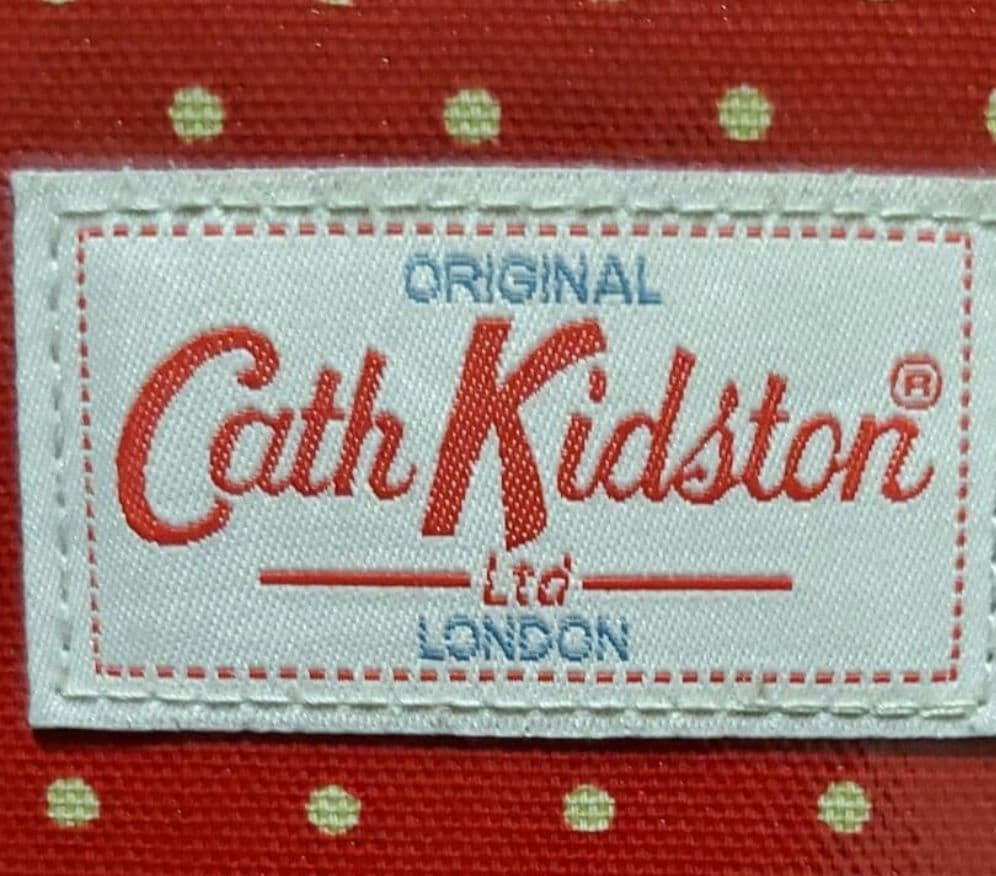 ORIGINAL
Cath Kidston®
Ltd
LONDON